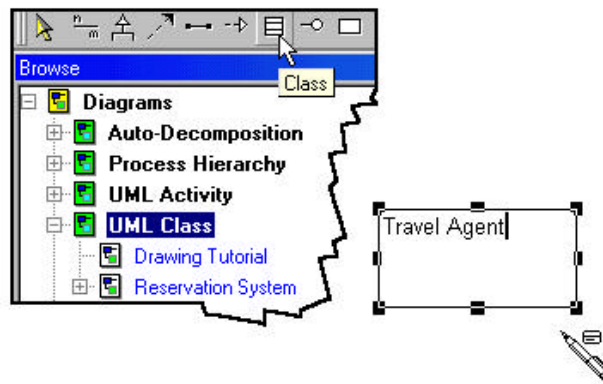 n
m
Browse
Class
Diagrams
Auto-Decomposition
Process Hierarchy
UML Activity
UML Class
Drawing Tutorial
Reservation System
Travel Agent